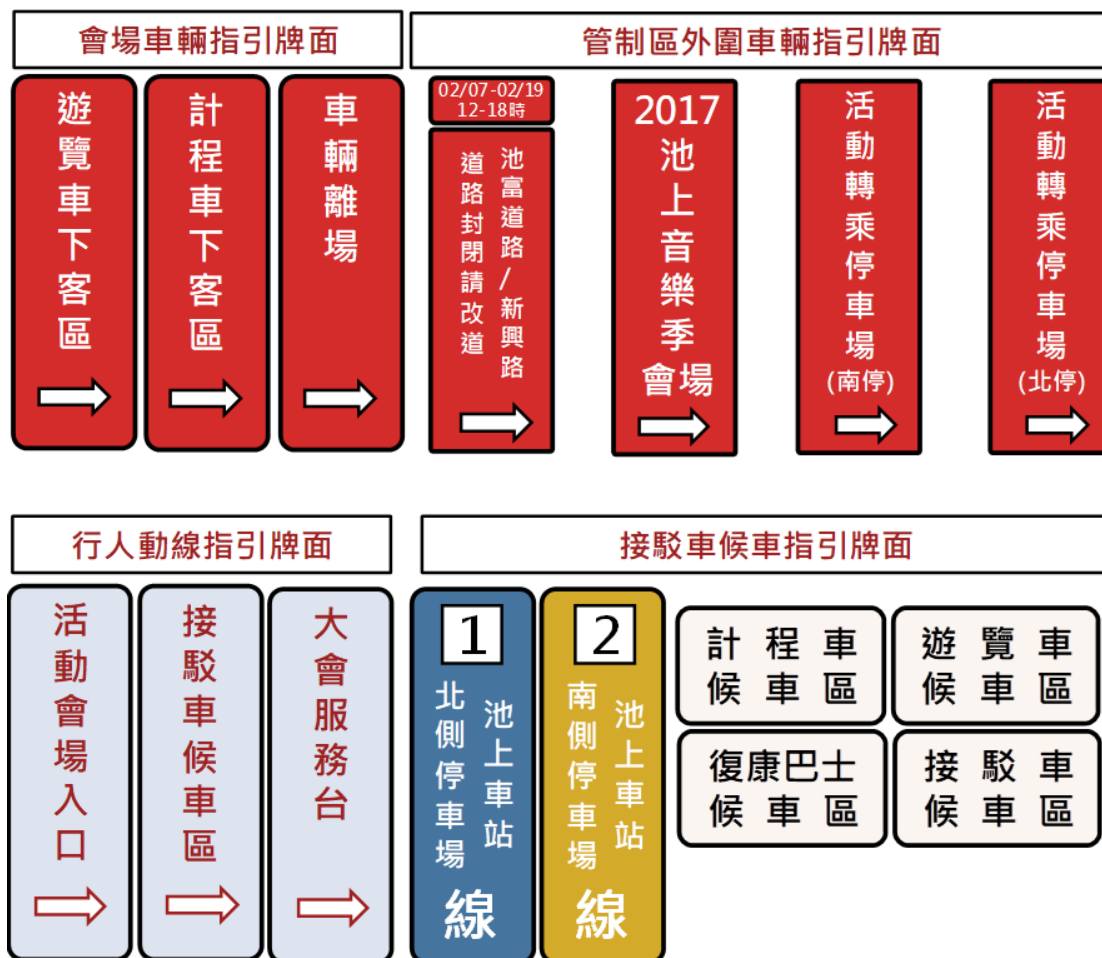 會場車輛指引牌面
遊覽車下客區
計程車下客區
車輛離場
管制區外圍車輛指引牌面
02/07-02/19
12-18時
池富道路/新興路
道路封閉請改道
2017
池上音樂季
會場
活動轉乘停車場
(南停)
活動轉乘停車場
(北停)
行人動線指引牌面
活動會場入口
接駁車候車區
大會服務台
接駁車候車指引牌面
1
池上車站
北側停車場
線
2
池上車站
南側停車場
線
計程車
候車區
遊覽車
候車區
復康巴士
候車區
接駁車
候車區